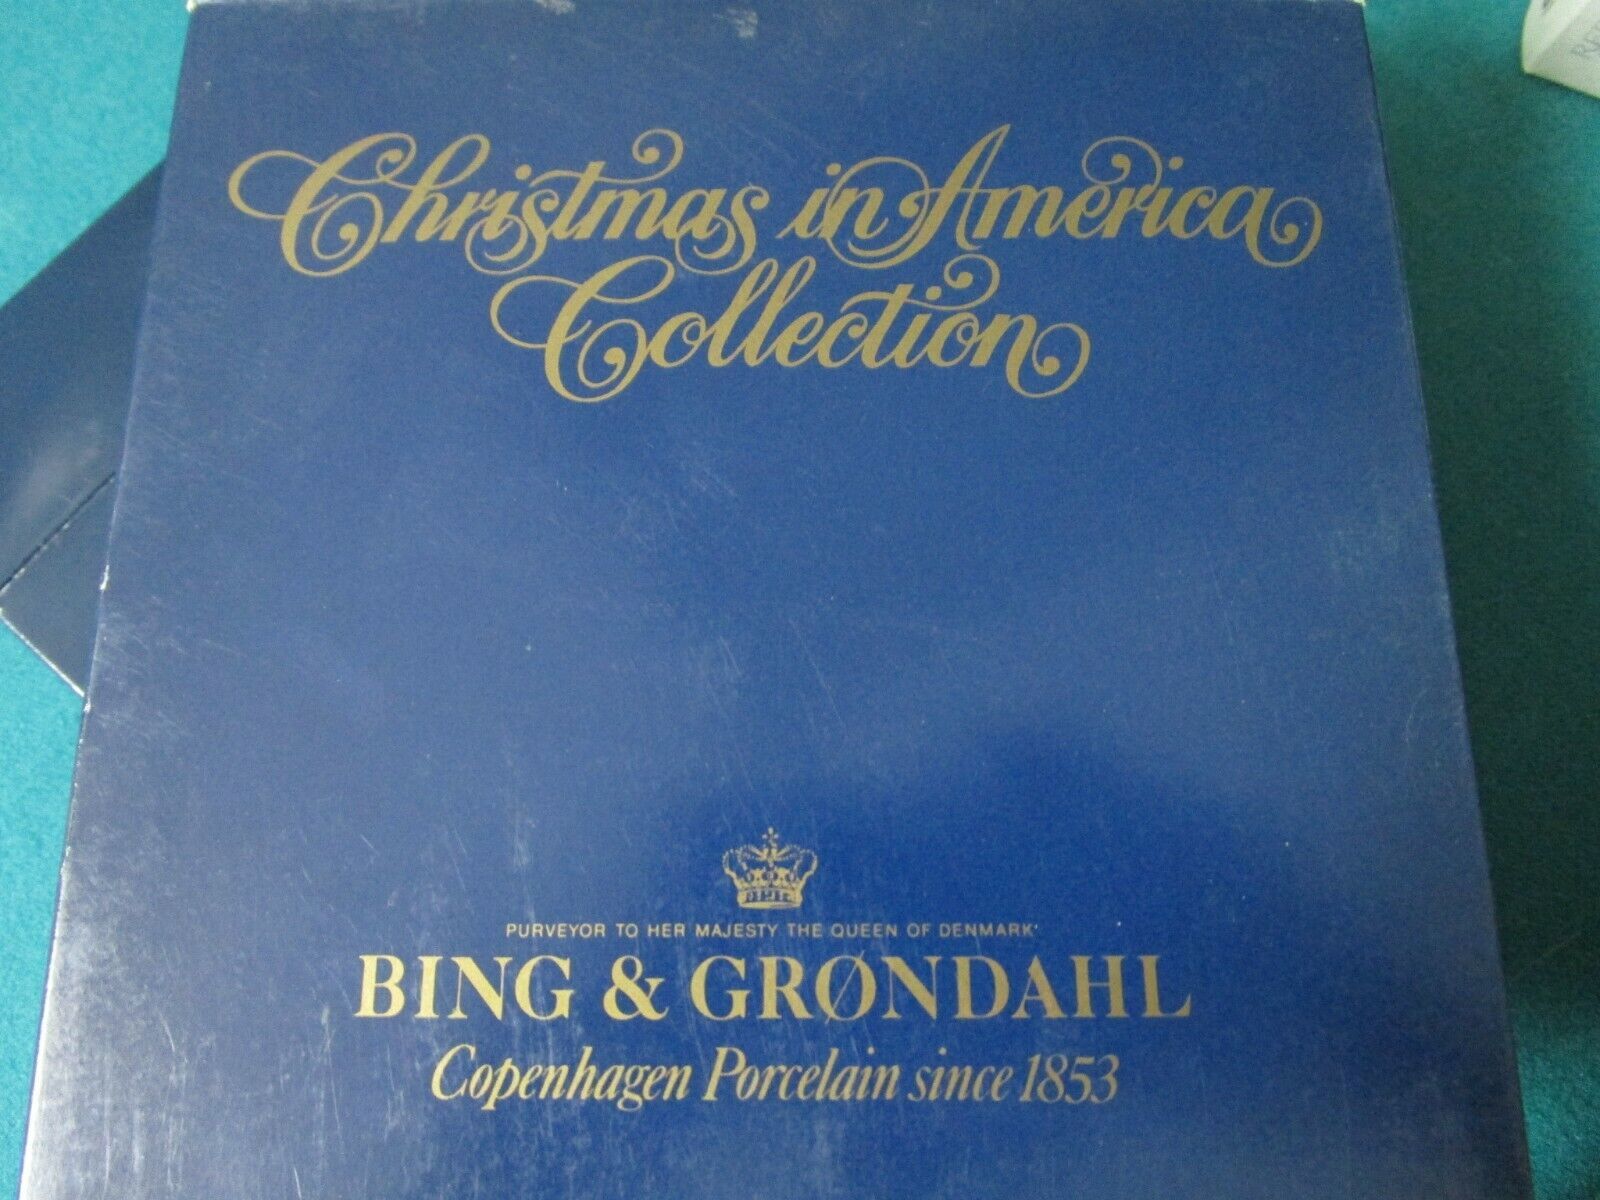 Christmas in America
Collection
PURVEYOR TO HER MAJESTY THE QUEEN OF DENMARK
BING & GRØNDAHL
Copenhagen Porcelain since 1853